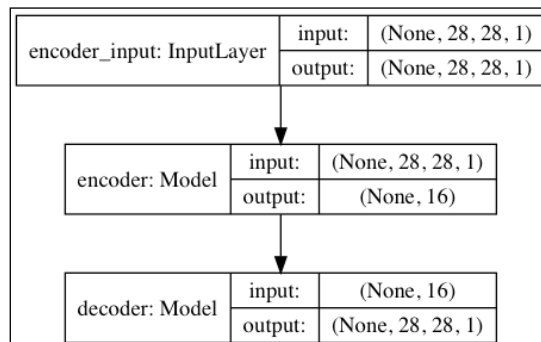 encoder_input: InputLayer input: (None, 28, 28, 1)
output: (None, 28, 28, 1)
encoder: Model input: (None, 28, 28, 1)
output: (None, 16)
decoder: Model input: (None, 16)
output: (None, 28, 28, 1)